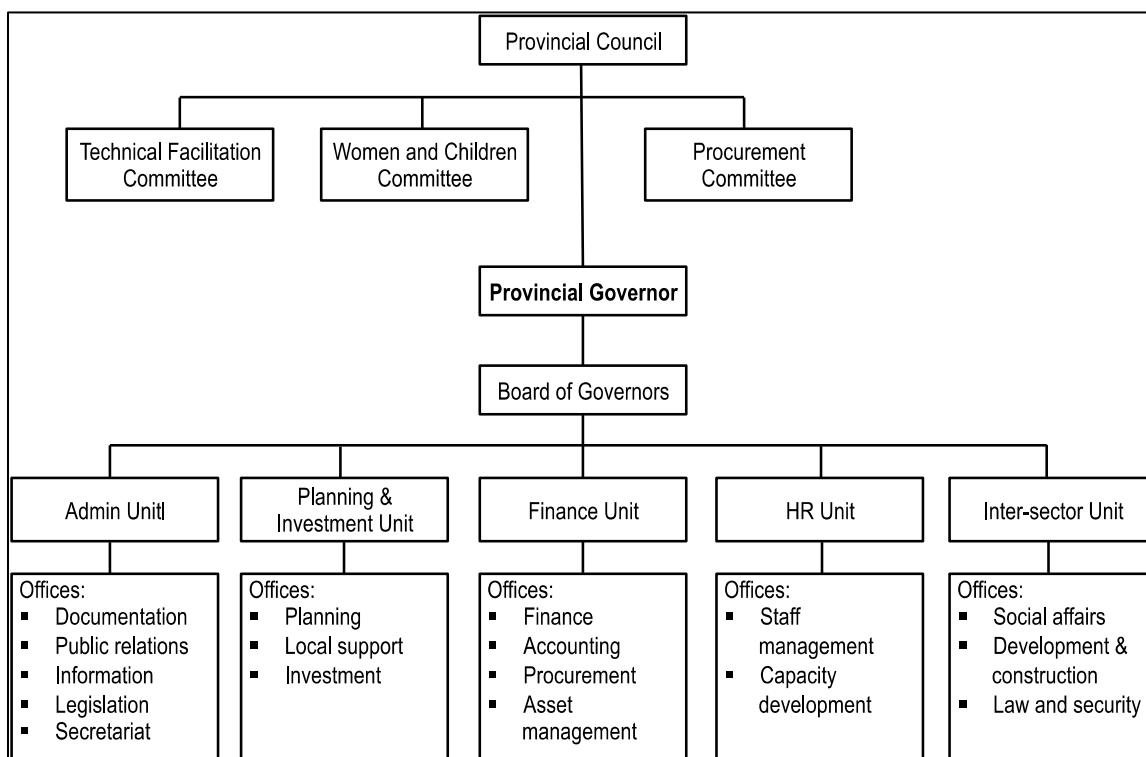 Provincial Council
Technical Facilitation
Committee
Women and Children
Committee
Procurement
Committee
Provincial Governor
Board of Governors
Admin Unitl
Planning &
Investment Unit
Finance Unit
HR Unit
Inter-sector Unit
Offices:
▪ Documentation
▪ Public relations
▪ Information
▪ Legislation
▪ Secretariat
Offices:
▪ Planning
▪ Local support
▪ Investment
Offices:
▪ Finance
▪ Accounting
▪ Procurement
▪ Asset
management
Offices:
▪ Staff
management
▪ Capacity
development
Offices:
▪ Social affairs
▪ Development &
construction
▪ Law and security